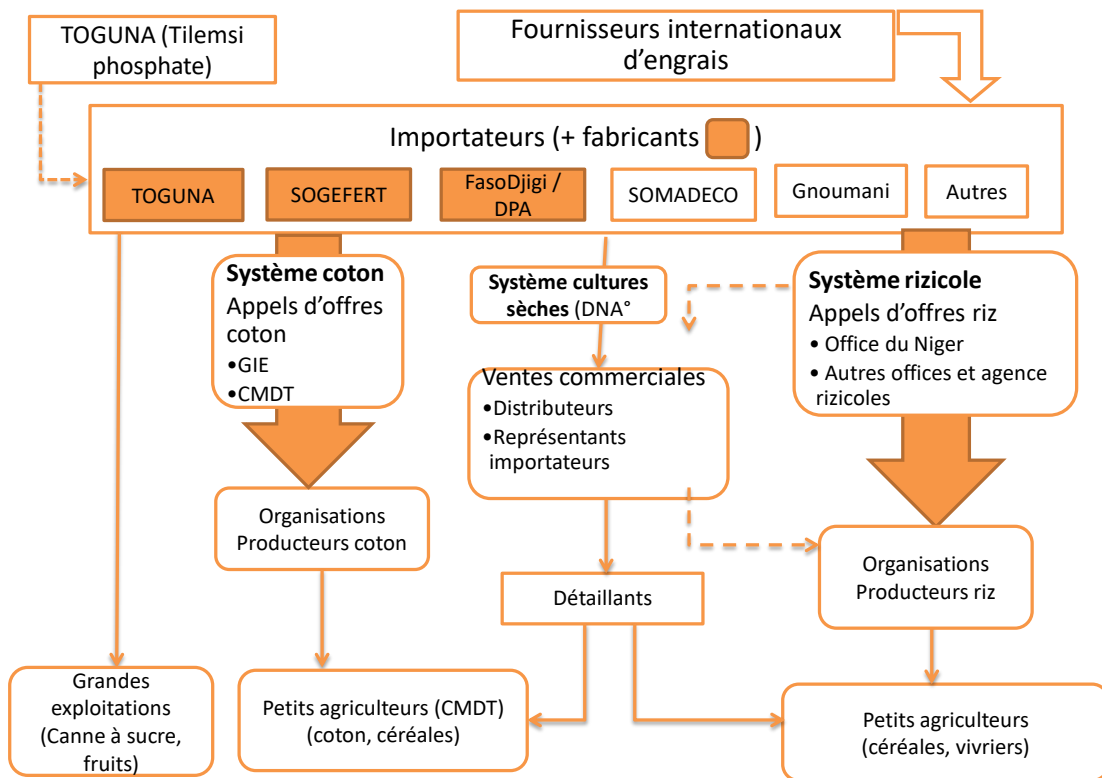 TOGUNA (Tilemsi
phosphate)
Fournisseurs internationaux
d’engrais
Importateurs (+ fabricants )
TOGUNA
SOGEFERT
FasoDjigi /
DPA
SOMADECO
Gnoumani
Autres
Système coton
Appels d’offres
coton
•GIE
•CMDT
Système cultures
sèches (DNA°
Système rizicole
Appels d’offres riz
• Office du Niger
• Autres offices et agence
rizicoles
Ventes commerciales
•Distributeurs
•Représentants
importateurs
Organisations
Producteurs coton
Organisations
Producteurs riz
Détaillants
Grandes
exploitations
(Canne à sucre,
fruits)
Petits agriculteurs (CMDT)
(coton, céréales)
Petits agriculteurs
(céréales, vivriers)